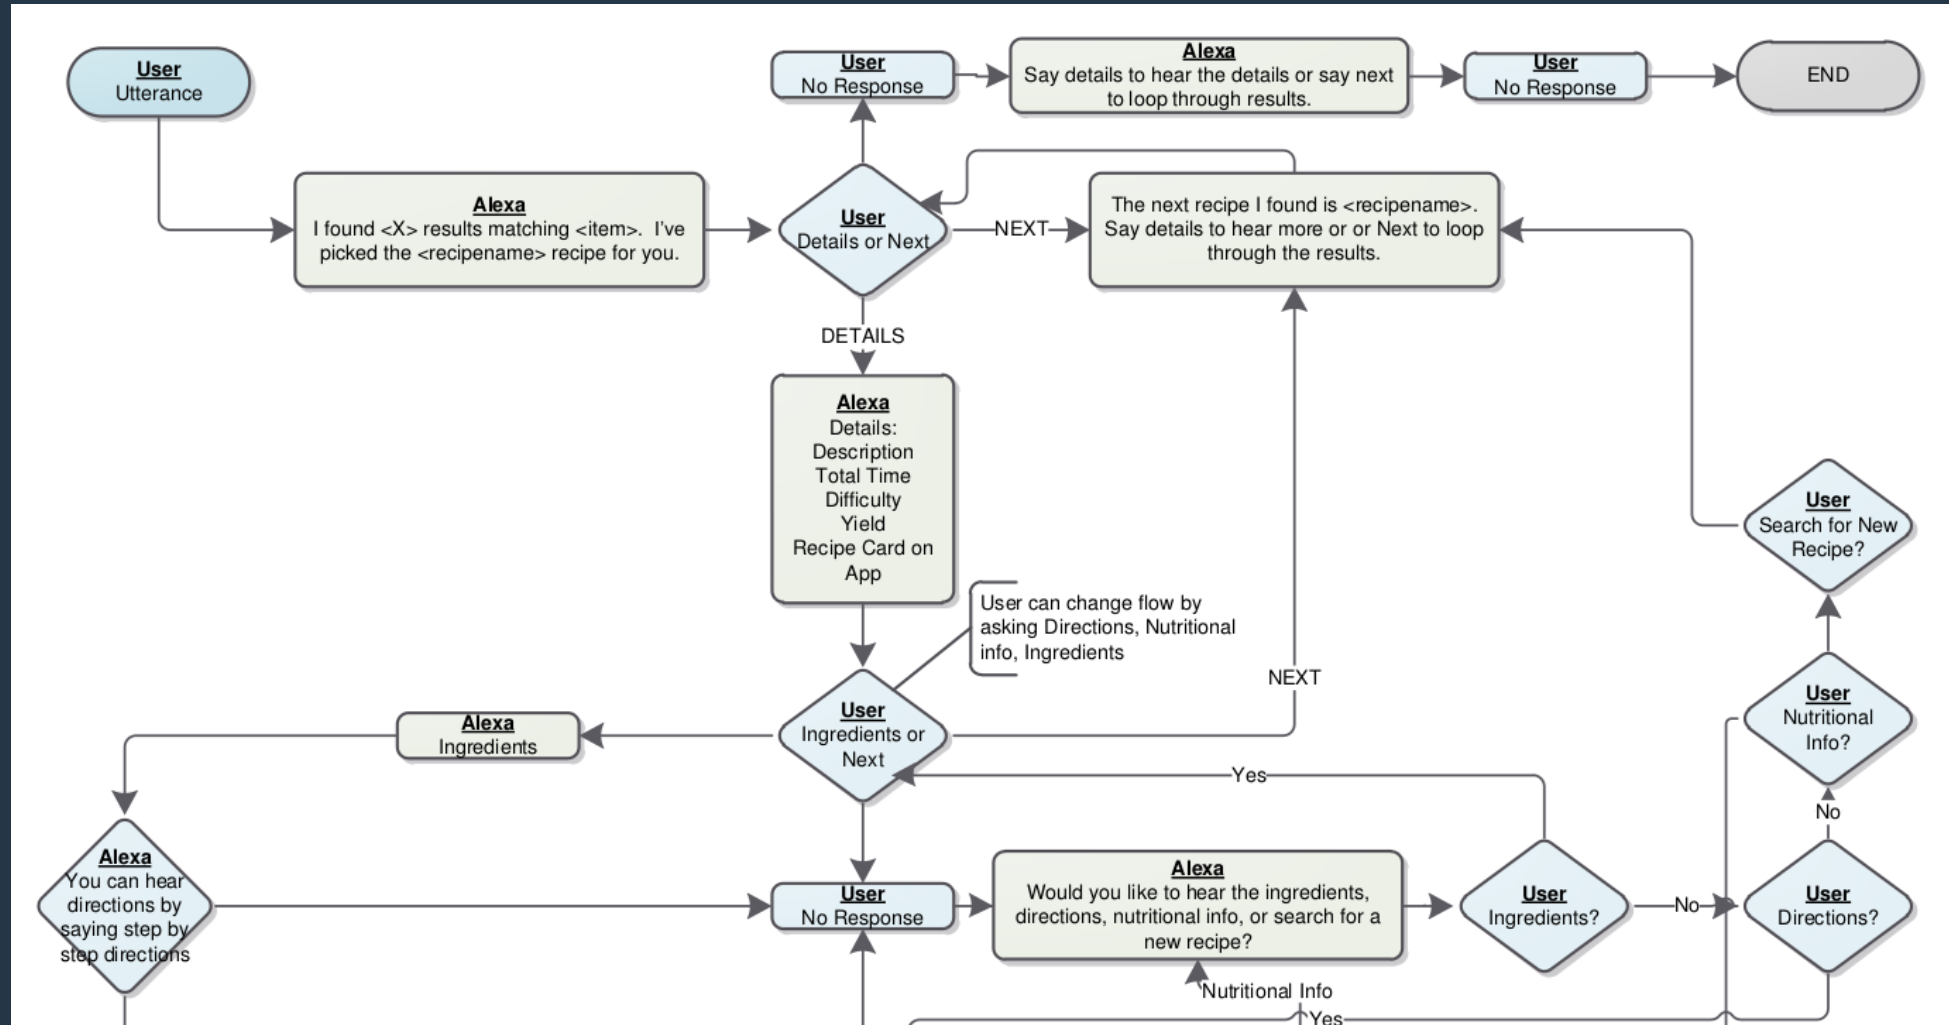 User
Utterance
User
No Response
Alexa
Say details to hear the details or say next
to loop through results.
User
No Response
END
Alexa
I found <X> results matching <item>.  I've
picked the <recipename> recipe for you.
User
Details or Next
NEXT
The next recipe I found is <recipename>.
Say details to hear more or or Next to loop
through the results.
DETAILS
Alexa
Details:
Description
Total Time
Difficulty
Yield
Recipe Card on
App
User
Search for New
Recipe?
User can change flow by
asking Directions, Nutritional
info, Ingredients
NEXT
User
Nutritional
Info?
Alexa
Ingredients
User
Ingredients or
Next
Yes
No
Alexa
You can hear
directions by
saying step by
step directions
User
No Response
Alexa
Would you like to hear the ingredients,
directions, nutritional info, or search for a
new recipe?
User
Ingredients?
No
User
Directions?
Nutritional Info
Yes